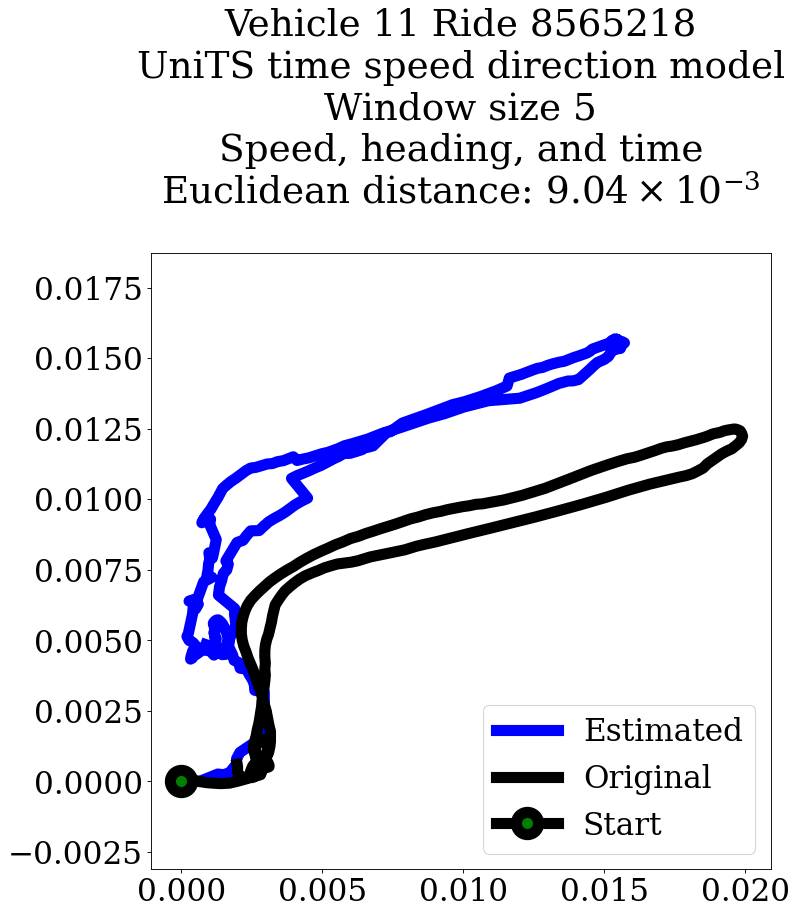 Vehicle 11 Ride 8565218
UniTS time speed direction model
Window size 5
Speed, heading, and time
Euclidean distance: 9.04 × 10⁻³
0.0175
0.0150
0.0125
0.0100
0.0075
0.0050
0.0025
0.0000
−0.0025
Estimated
Original
Start
0.000 0.005 0.010 0.015 0.020